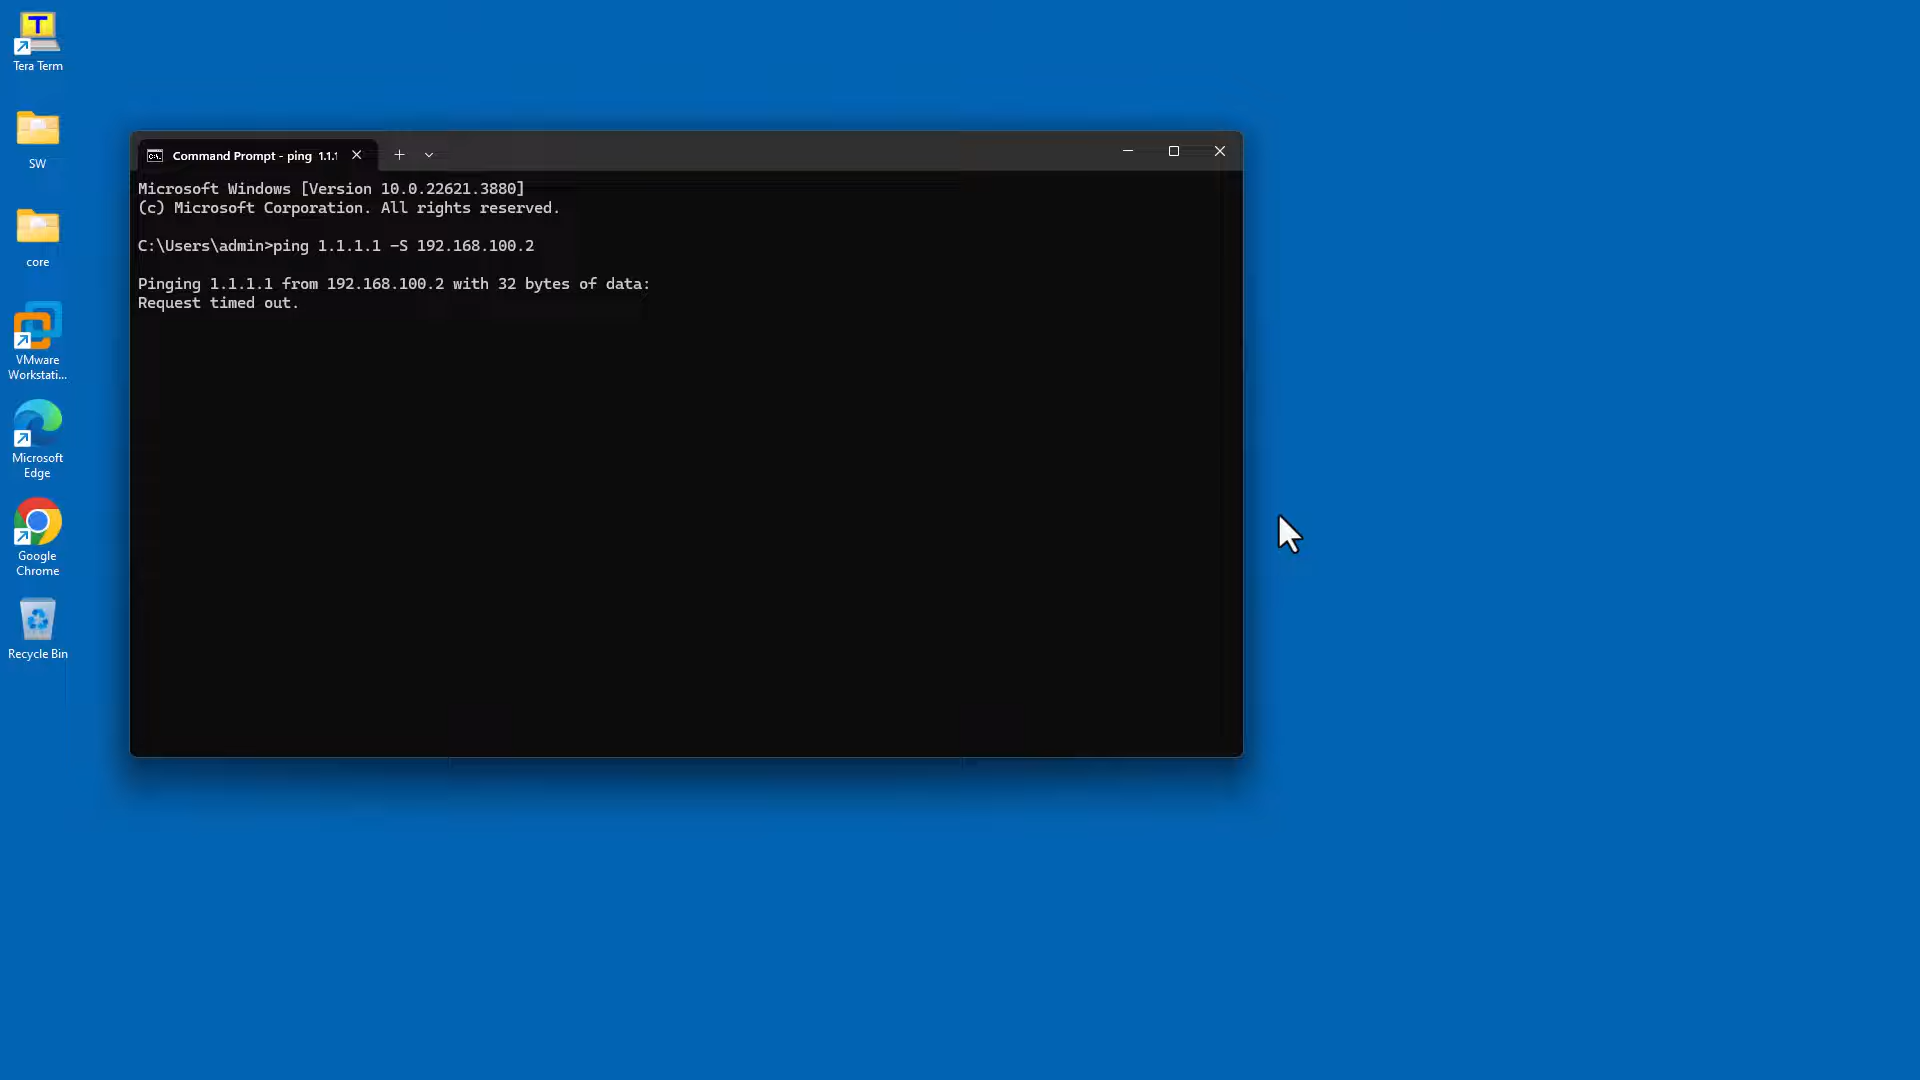 T
Tera Term
SW
core
VMware
Workstati...
Microsoft
Edge
Google
Chrome
Recycle Bin
Command Prompt - ping 1.1.1
Microsoft Windows [Version 10.0.22621.3880]
(c) Microsoft Corporation. All rights reserved.
C:\Users\admin>ping 1.1.1.1 -S 192.168.100.2
Pinging 1.1.1.1 from 192.168.100.2 with 32 bytes of data:
Request timed out.